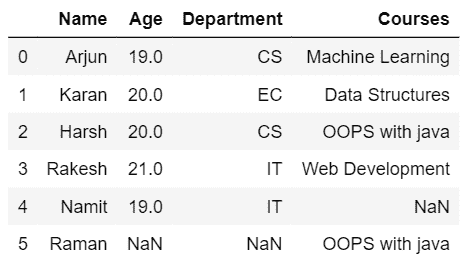 Name Age Department Courses
0 Arjun 19.0 CS Machine Learning
1 Karan 20.0 EC Data Structures
2 Harsh 20.0 CS OOPS with java
3 Rakesh 21.0 IT Web Development
4 Namit 19.0 IT NaN
5 Raman NaN NaN OOPS with java